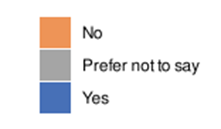 No
Prefer not to say
Yes